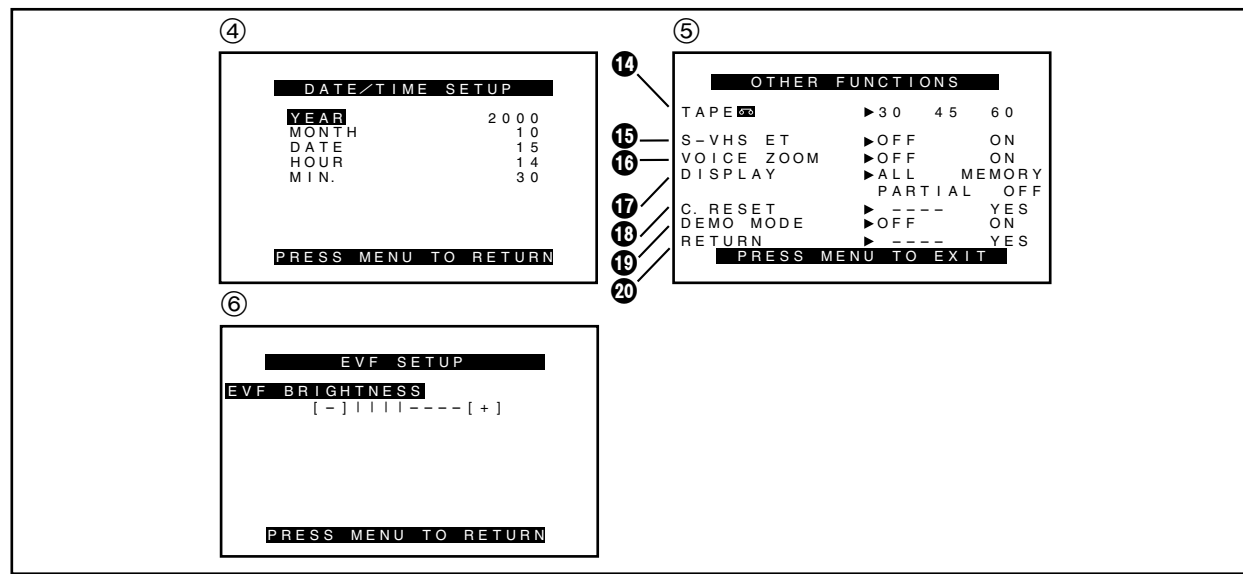 ④
DATE/TIME SETUP
YEAR 2000
MONTH 10
DATE 15
HOUR 14
MIN. 30
PRESS MENU TO RETURN
⑤
OTHER FUNCTIONS
⓮ TAPE ▶30 45 60
⓯ S-VHS ET ▶OFF ON
⓰ VOICE ZOOM ▶OFF ON
⓱ DISPLAY ▶ALL MEMORY
PARTIAL OFF
⓲ C. RESET ▶ ---- YES
⓳ DEMO MODE ▶OFF ON
⓴ RETURN ▶ ---- YES
PRESS MENU TO EXIT
⑥
EVF SETUP
EVF BRIGHTNESS
[-]||||----[+]
PRESS MENU TO RETURN